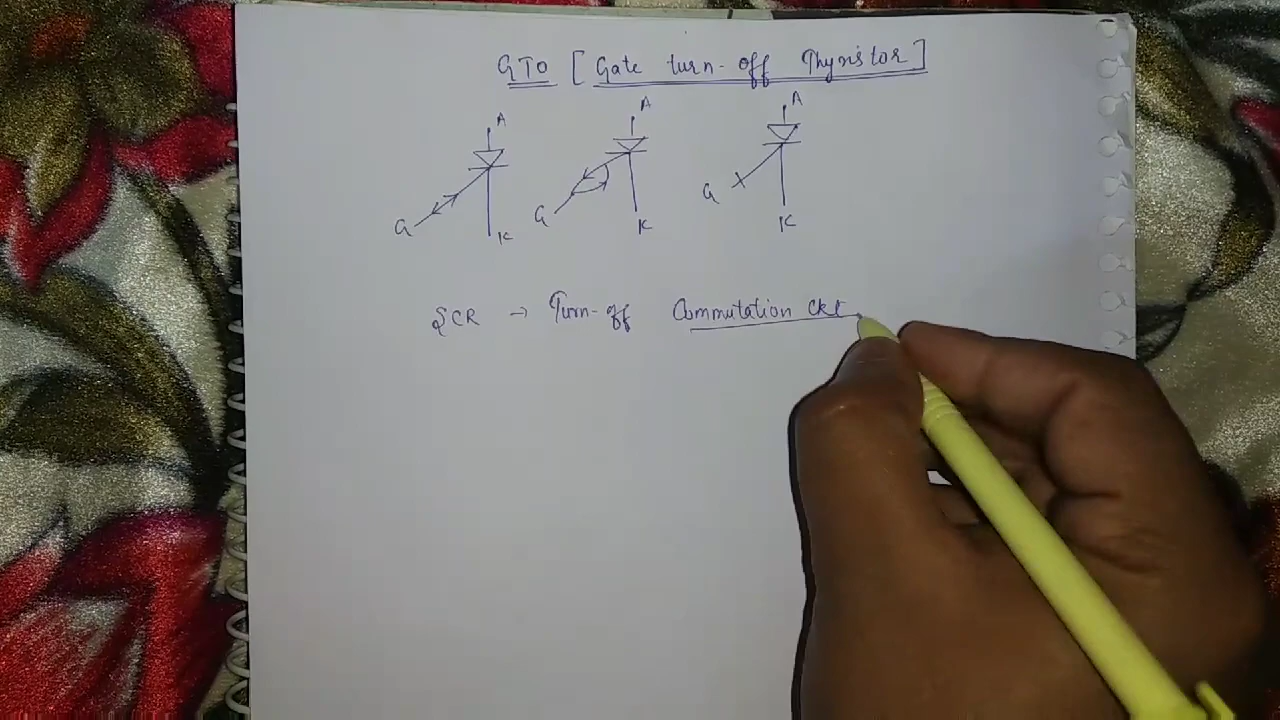 GTO [Gate turn-off Thyristor]
A A A
G K G K G K
SCR → Turn-off Commutation Ckt